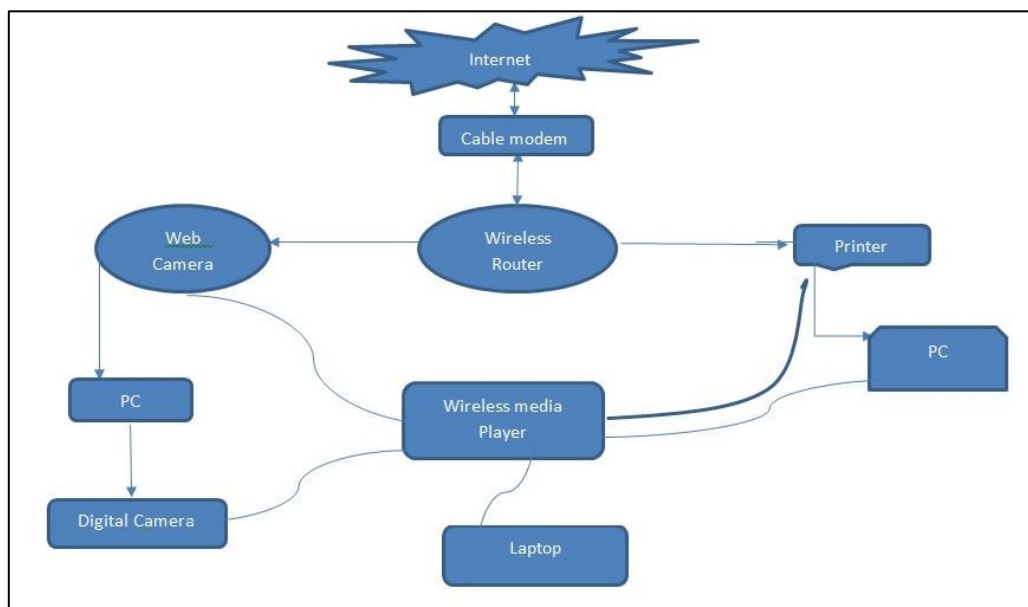 Internet
Cable modem
Web
Camera
Wireless
Router
Printer
PC
PC
Wireless media
Player
Digital Camera
Laptop